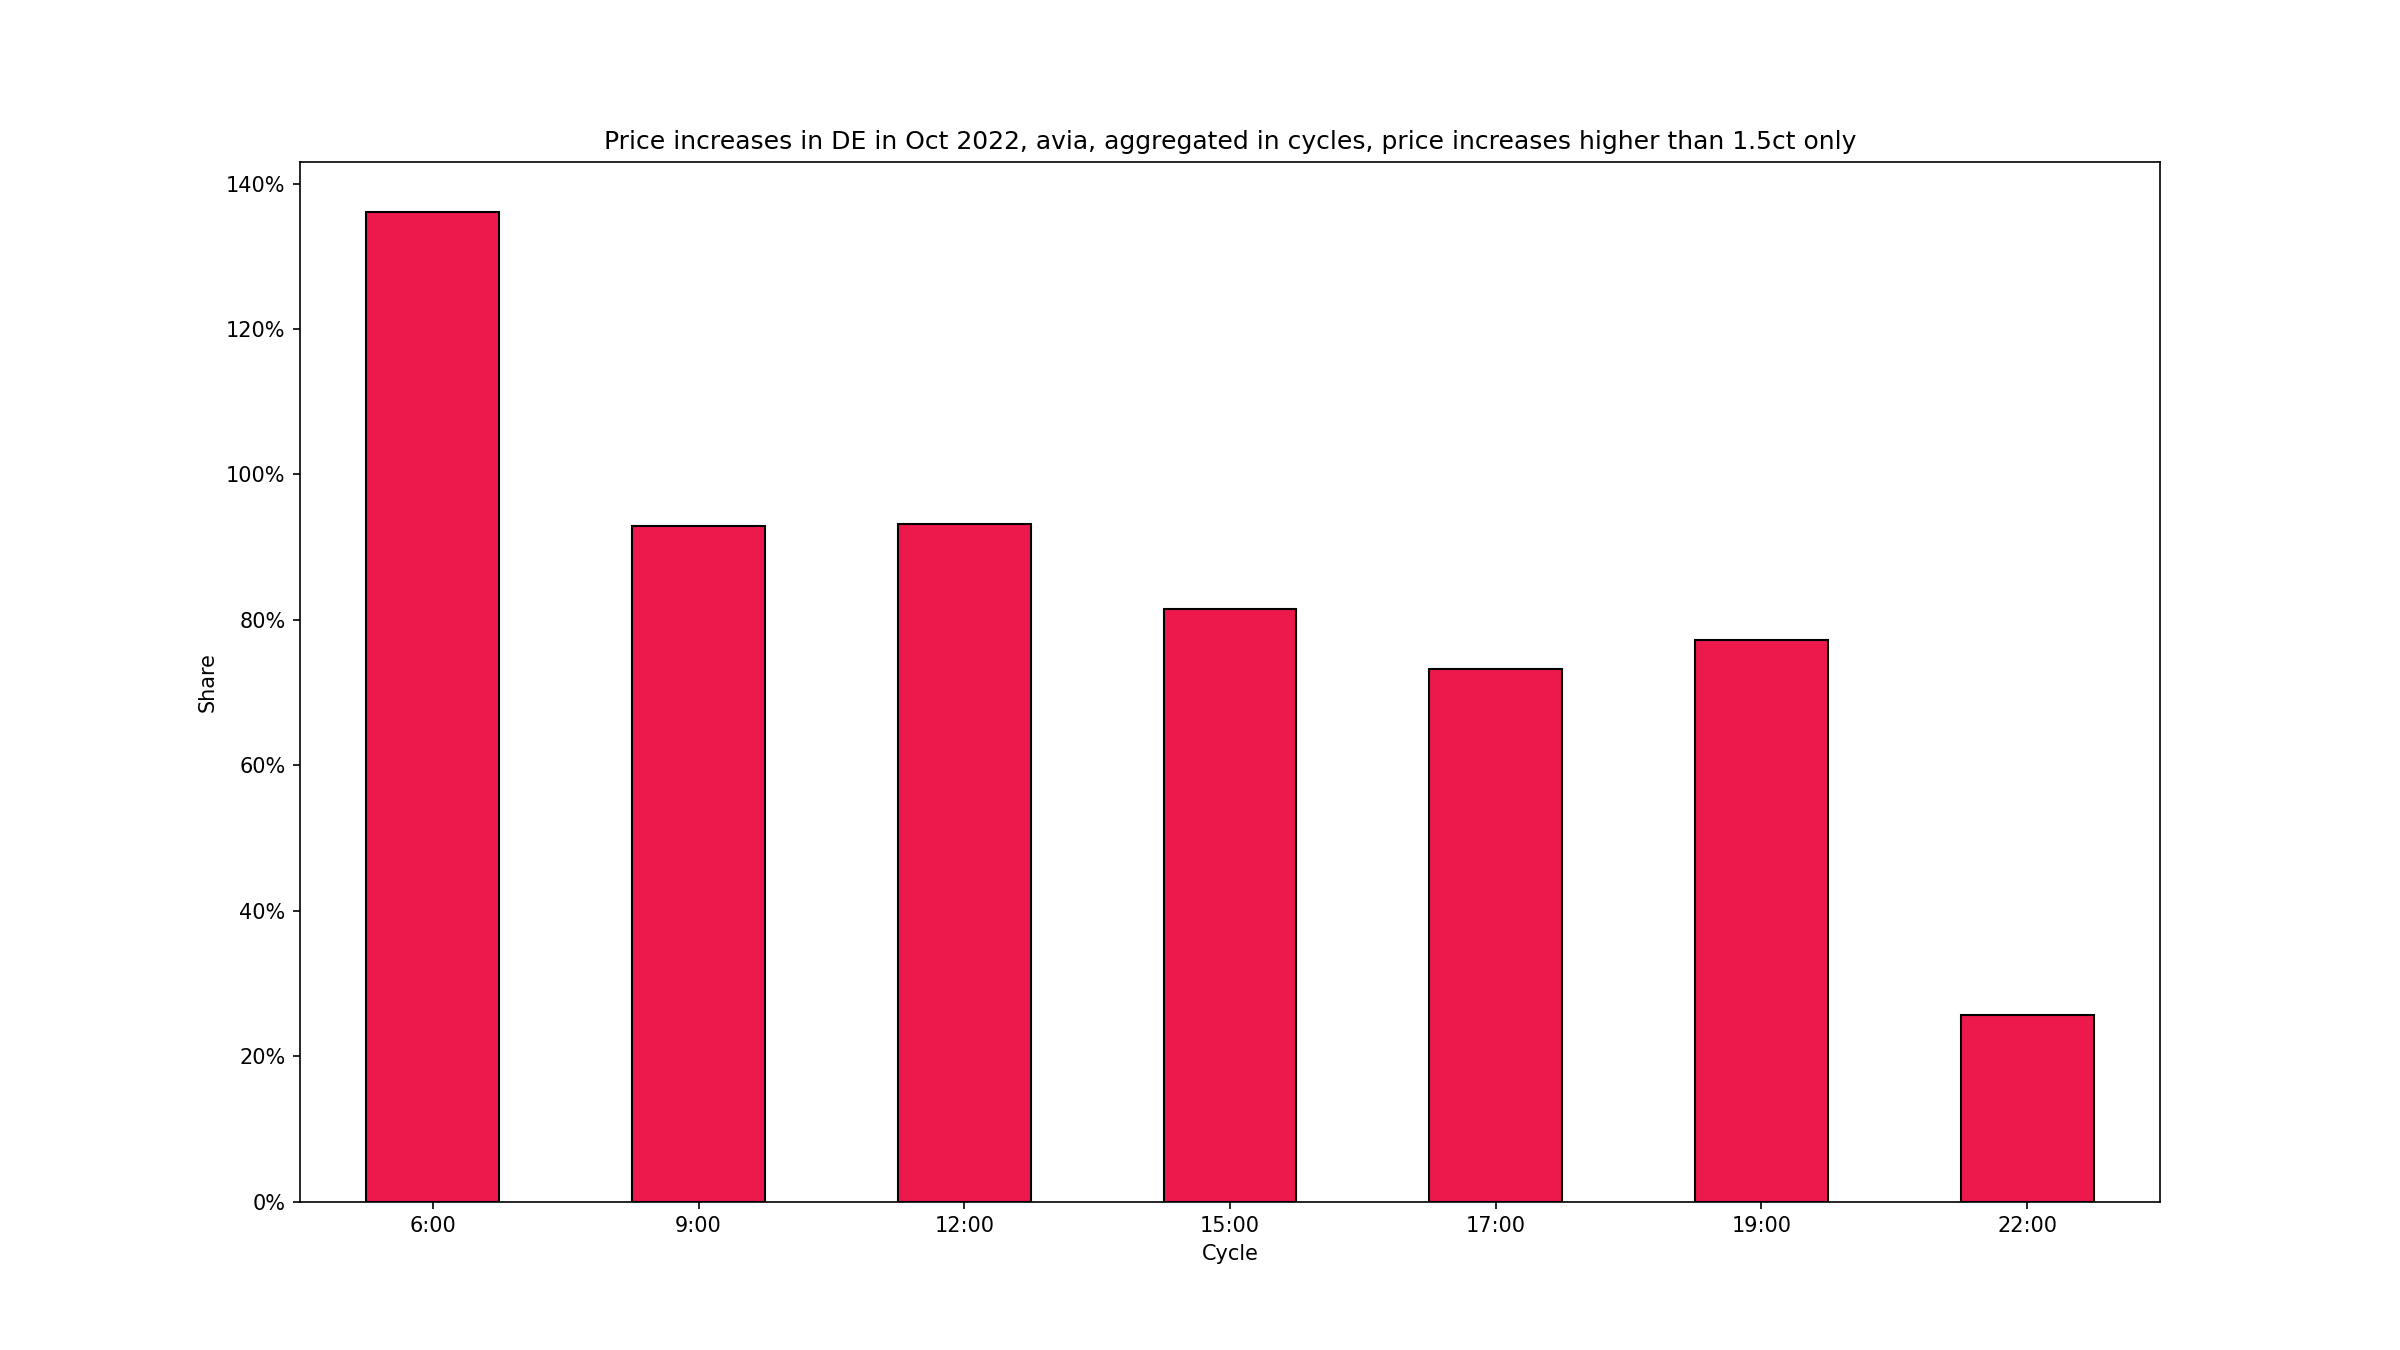 Price increases in DE in Oct 2022, avia, aggregated in cycles, price increases higher than 1.5ct only
140%
120%
100%
80%
60%
40%
20%
0%
Share
6:00 9:00 12:00 15:00 17:00 19:00 22:00
Cycle